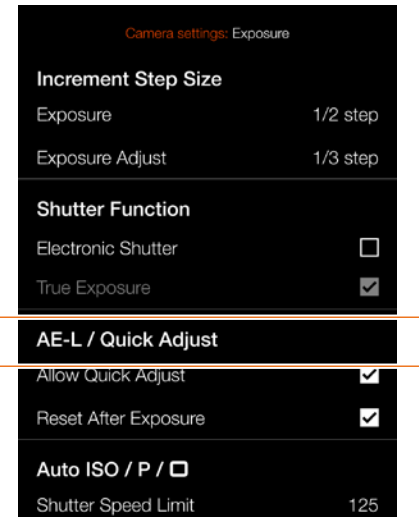 Camera settings: Exposure
Increment Step Size
Exposure 1/2 step
Exposure Adjust 1/3 step
Shutter Function
Electronic Shutter
True Exposure
AE-L / Quick Adjust
Allow Quick Adjust
Reset After Exposure
Auto ISO / P /
Shutter Speed Limit 125